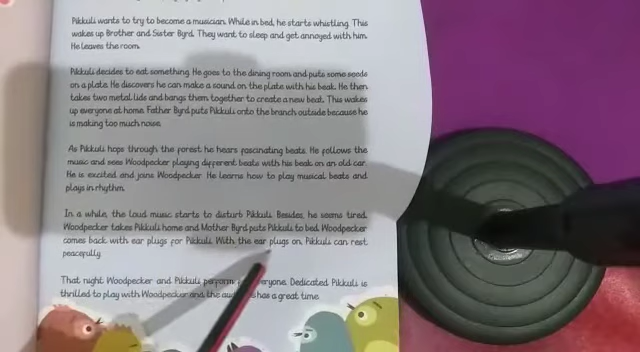 Pikkuli wants to try to become a musician. While in bed, he starts whistling. This
wakes up Brother and Sister Byrd. They want to sleep and get annoyed with him.
He leaves the room.
Pikkuli decides to eat something. He goes to the dining room and puts some seeds
on a plate. He discovers he can make a sound on the plate with his beak. He then
takes two metal lids and bangs them together to create a new beat. This wakes
up everyone at home. Father Byrd puts Pikkuli onto the branch outside because he
is making too much noise.
As Pikkuli hops through the forest he hears fascinating beats. He follows the
music and sees Woodpecker playing different beats with his beak on an old car.
He is excited and joins Woodpecker. He learns how to play musical beats and
plays in rhythm.
In a while, the loud music starts to disturb Pikkuli. Besides, he seems tired.
Woodpecker takes Pikkuli home and Mother Byrd puts Pikkuli to bed. Woodpecker
comes back with ear plugs for Pikkuli. With the ear plugs on, Pikkuli can rest
peacefully.
That night Woodpecker and Pikkuli perform everyone. Dedicated Pikkuli is
thrilled to play with Woodpecker and the has a great time.